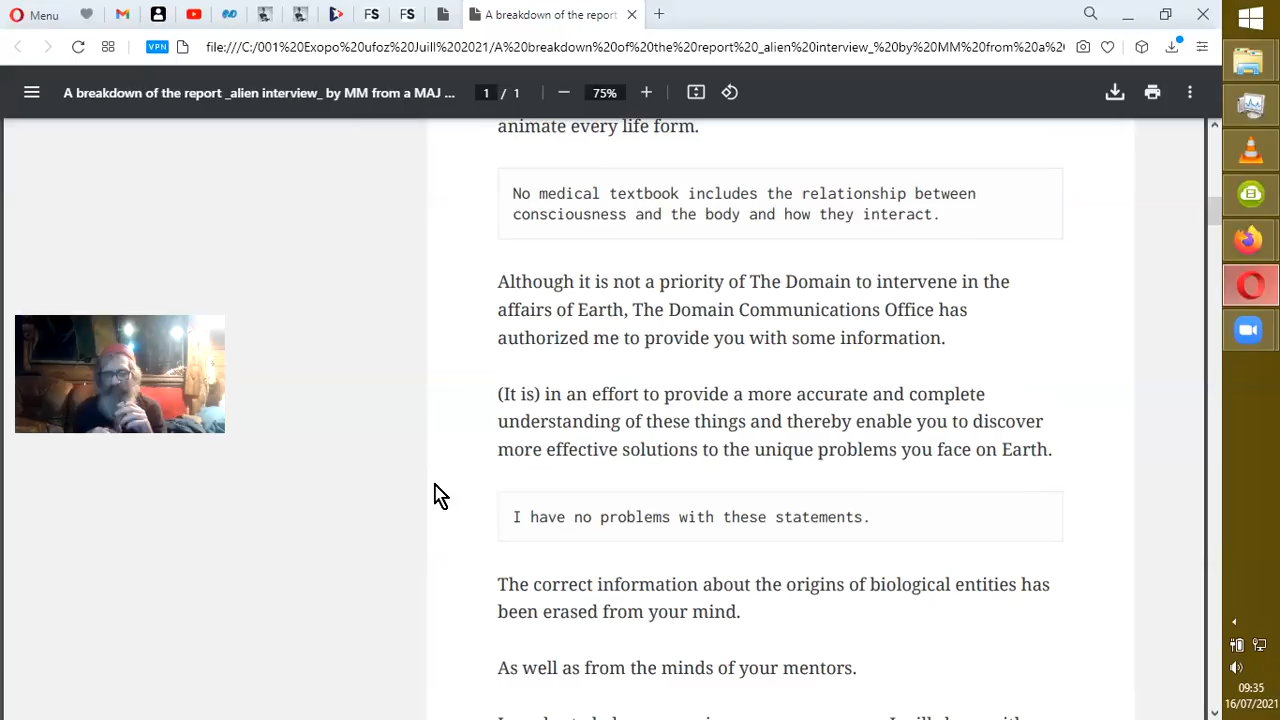 Menu
FS
FS
A breakdown of the report
VPN
file:///C:/001%20Exopo%20ufoz%20Juill%202021/A%20breakdown%20of%20the%20report%20_alien%20interview_%20by%20MM%20from%20a%20
A breakdown of the report _alien interview_ by MM from a MAJ ...
1 / 1
75%
animate every life form.
No medical textbook includes the relationship between
consciousness and the body and how they interact.
Although it is not a priority of The Domain to intervene in the
affairs of Earth, The Domain Communications Office has
authorized me to provide you with some information.
(It is) in an effort to provide a more accurate and complete
understanding of these things and thereby enable you to discover
more effective solutions to the unique problems you face on Earth.
I have no problems with these statements.
The correct information about the origins of biological entities has
been erased from your mind.
As well as from the minds of your mentors.
09:35
16/07/2021